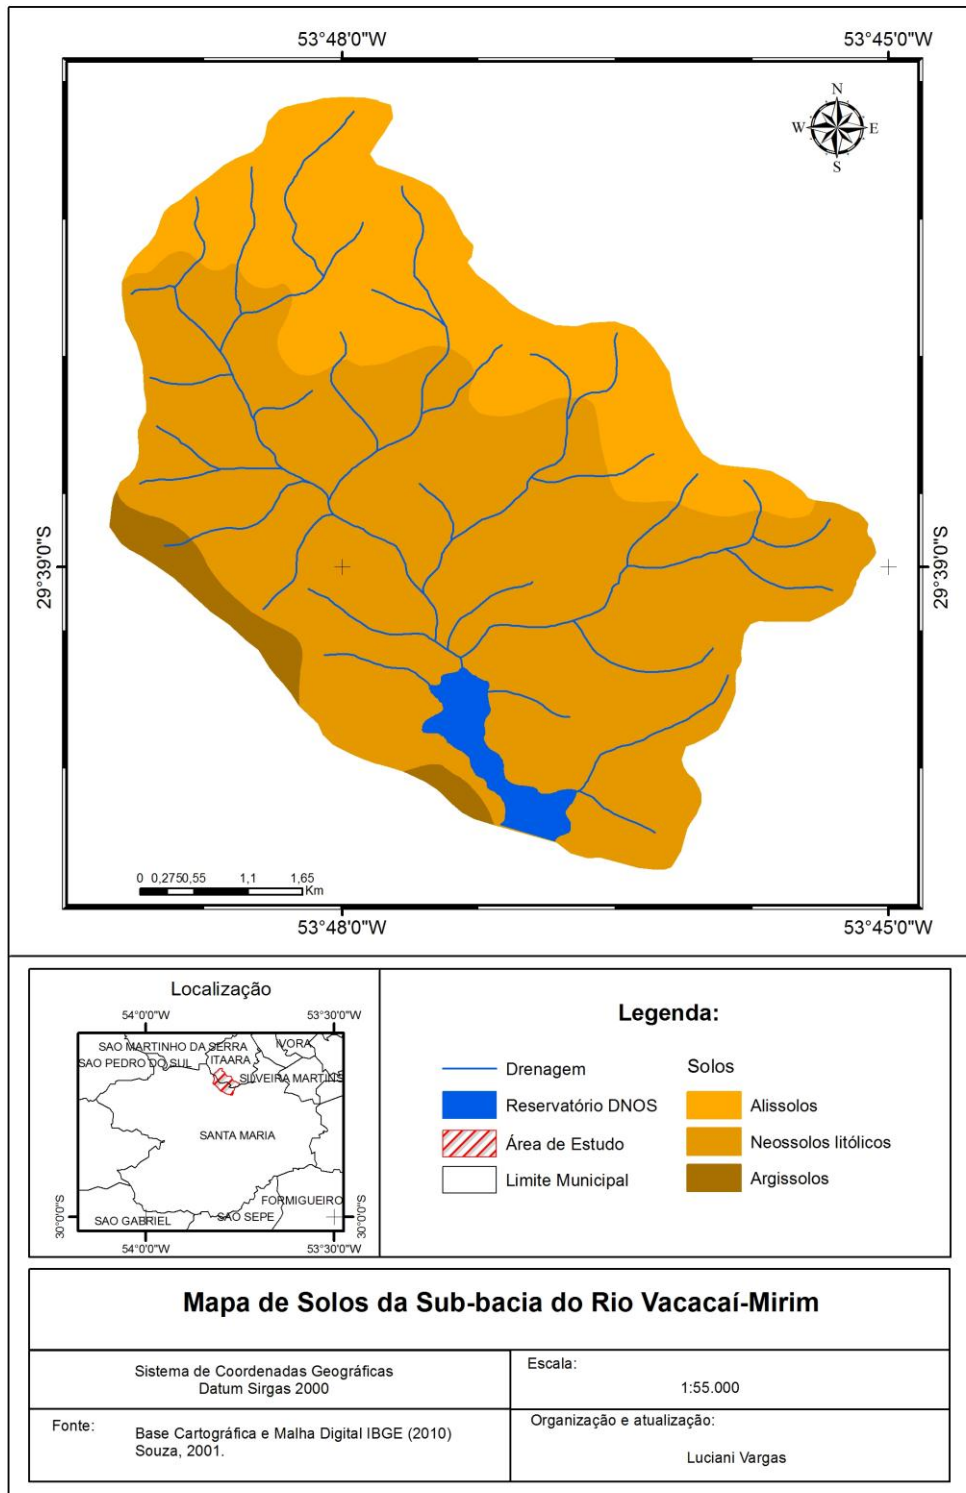 53°48'0"W
53°45'0"W
N
W
E
S
29°39'0"S
29°39'0"S
0 0,275 0,55 1,1 1,65
Km
53°48'0"W
53°45'0"W
Localização
54°0'0"W
53°30'0"W
SAO MARTINHO DA SERRA
IVORA
SAO PEDRO DO SUL
ITAARA
SILVEIRA MARTINS
SANTA MARIA
FORMIGUEIRO
SAO GABRIEL
SAO SEPE
30°0'0"S
30°0'0"S
54°0'0"W
53°30'0"W
Legenda:
Drenagem
Reservatório DNOS
Área de Estudo
Limite Municipal
Solos
Alissolos
Neossolos litólicos
Argissolos
Mapa de Solos da Sub-bacia do Rio Vacacaí-Mirim
Sistema de Coordenadas Geográficas
Datum Sirgas 2000
Escala:
1:55.000
Fonte:
Base Cartográfica e Malha Digital IBGE (2010)
Souza, 2001.
Organização e atualização:
Luciani Vargas